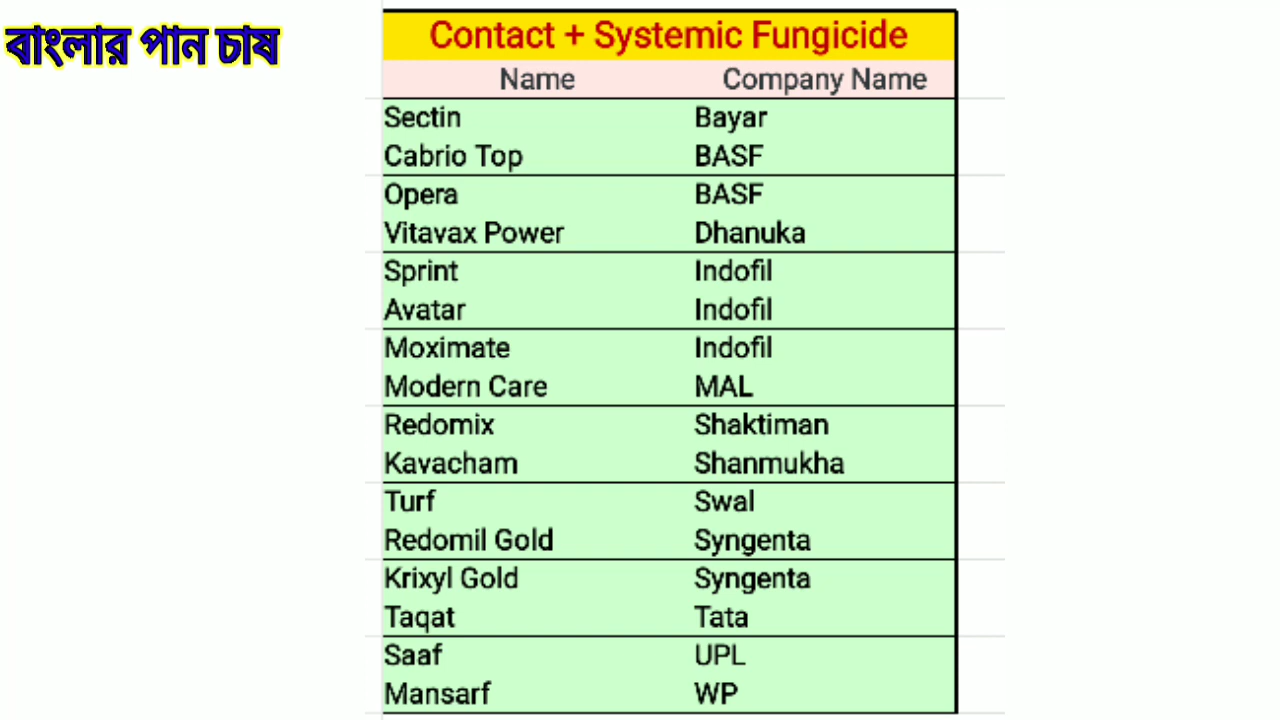 বাংলার পান চাষ
Contact + Systemic Fungicide
Name Company Name
Sectin Bayar
Cabrio Top BASF
Opera BASF
Vitavax Power Dhanuka
Sprint Indofil
Avatar Indofil
Moximate Indofil
Modern Care MAL
Redomix Shaktiman
Kavacham Shanmukha
Turf Swal
Redomil Gold Syngenta
Krixyl Gold Syngenta
Taqat Tata
Saaf UPL
Mansarf WP